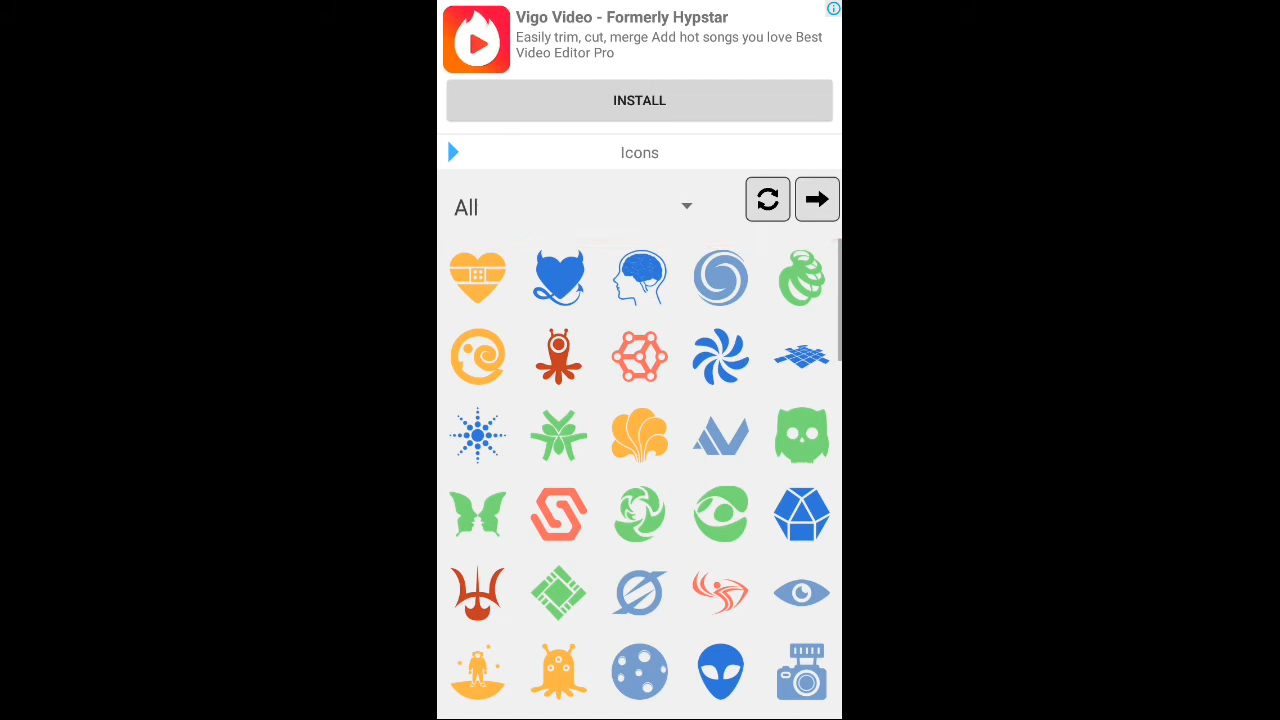 Vigo Video - Formerly Hypstar
Easily trim, cut, merge Add hot songs you love Best
Video Editor Pro
INSTALL
Icons
All